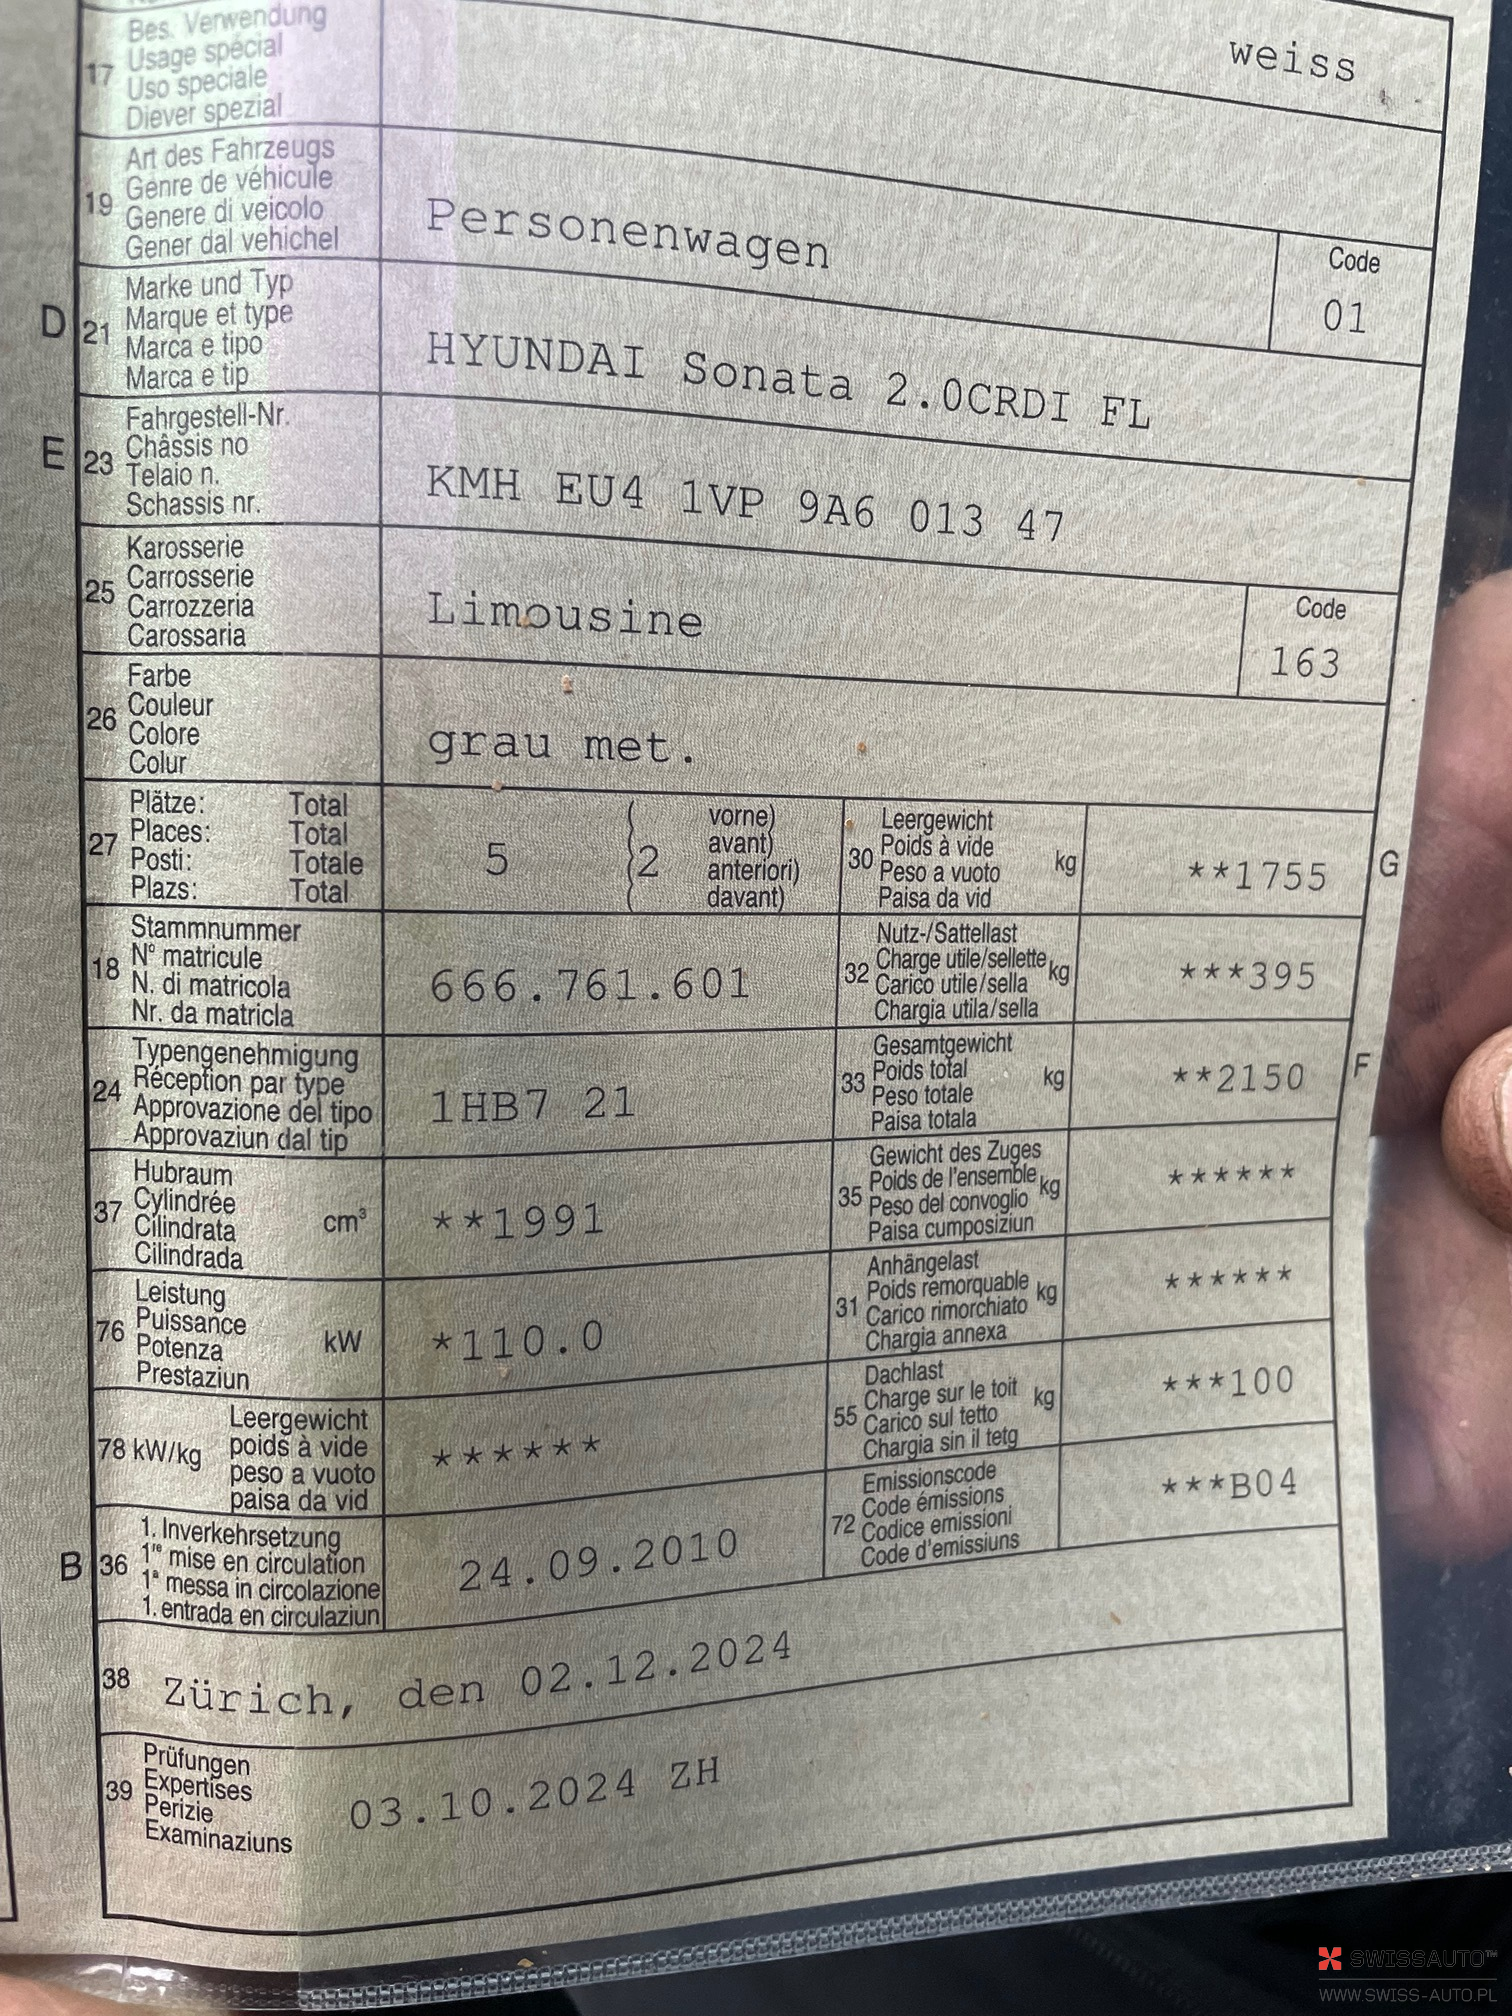 weiss
Bes. Verwendung
17 Usage spécial
Uso speciale
Diever spezial
Art des Fahrzeugs
19 Genre de véhicule
Genere di veicolo
Gener dal vehichel
Personenwagen
Code
01
Marke und Typ
D 21 Marque et type
Marca e tipo
Marca e tip
HYUNDAI Sonata 2.0CRDI FL
Fahrgestell-Nr.
E 23 Châssis no
Telaio n.
Schassis nr.
KMH EU4 1VP 9A6 013 47
Karosserie
25 Carrosserie
Carrozzeria
Carossaria
Limousine
Code
163
Farbe
26 Couleur
Colore
Colur
grau met.
Plätze: Total
27 Places: Total
Posti: Totale
Plazs: Total
5 (2 vorne)
avant)
anteriori)
davant)
Leergewicht
30 Poids à vide kg
Peso a vuoto
Paisa da vid
**1755 G
Stammnummer
18 N° matricule
N. di matricola
Nr. da matricla
666.761.601
Nutz-/Sattellast
32 Charge utile/sellette kg
Carico utile/sella
Chargia utila/sella
***395
Typengenehmigung
24 Réception par type
Approvazione del tipo
Approvaziun dal tip
1HB7 21
Gesamtgewicht
33 Poids total kg
Peso totale
Paisa totala
**2150 F
Hubraum
37 Cylindrée cm³
Cilindrata
Cilindrada
**1991
Gewicht des Zuges
35 Poids de l'ensemble kg
Peso del convoglio
Paisa cumposiziun
******
Leistung
76 Puissance kW
Potenza
Prestaziun
*110.0
Anhängelast
31 Poids remorquable kg
Carico rimorchiato
Chargia annexa
******
Leergewicht
78 kW/kg poids à vide
peso a vuoto
paisa da vid
******
Dachlast
55 Charge sur le toit kg
Carico sul tetto
Chargia sin il tetg
***100
1. Inverkehrsetzung
B 36 1re mise en circulation
1a messa in circolazione
1. entrada en circulaziun
24.09.2010
Emissionscode
72 Code émissions
Codice emissioni
Code d'emissiuns
***B04
38 Zürich, den 02.12.2024
Prüfungen
39 Expertises
Perizie
Examinaziuns
03.10.2024 ZH
SWISSAUTO™
WWW.SWISS-AUTO.PL